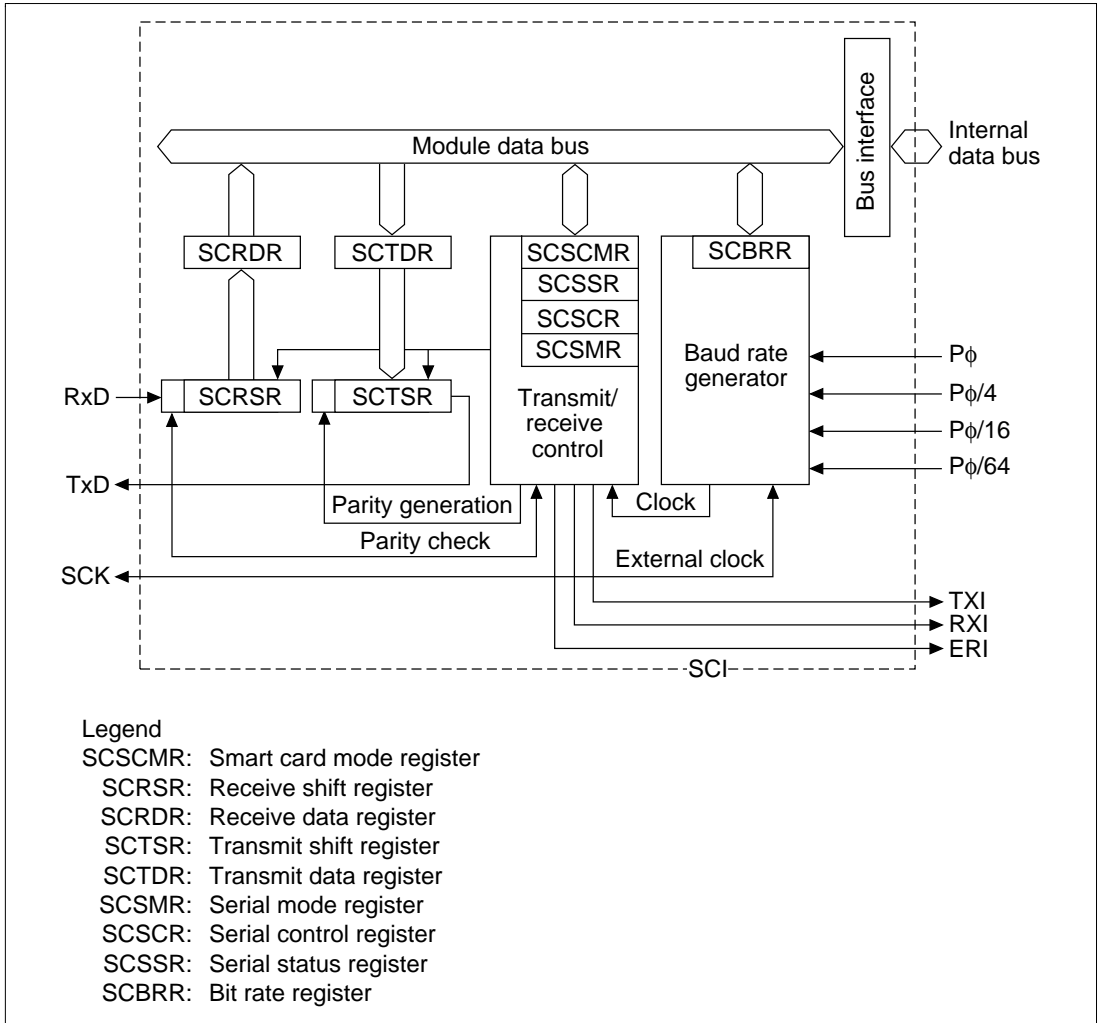 Module data bus
Bus interface
Internal
data bus
SCRDR
SCTDR
SCSCMR
SCSSR
SCSCR
SCSMR
Transmit/
receive
control
SCBRR
Baud rate
generator
Pϕ
Pϕ/4
Pϕ/16
Pϕ/64
RxD
SCRSR
SCTSR
TxD
Parity generation
Clock
Parity check
External clock
SCK
TXI
RXI
ERI
SCI
Legend
SCSCMR: Smart card mode register
SCRSR: Receive shift register
SCRDR: Receive data register
SCTSR: Transmit shift register
SCTDR: Transmit data register
SCSMR: Serial mode register
SCSCR: Serial control register
SCSSR: Serial status register
SCBRR: Bit rate register